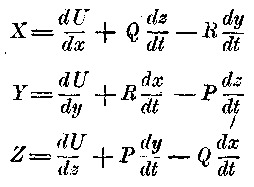 X = dU/dx + Q dz/dt − R dy/dt
Y = dU/dy + R dx/dt − P dz/dt
Z = dU/dz + P dy/dt − Q dx/dt